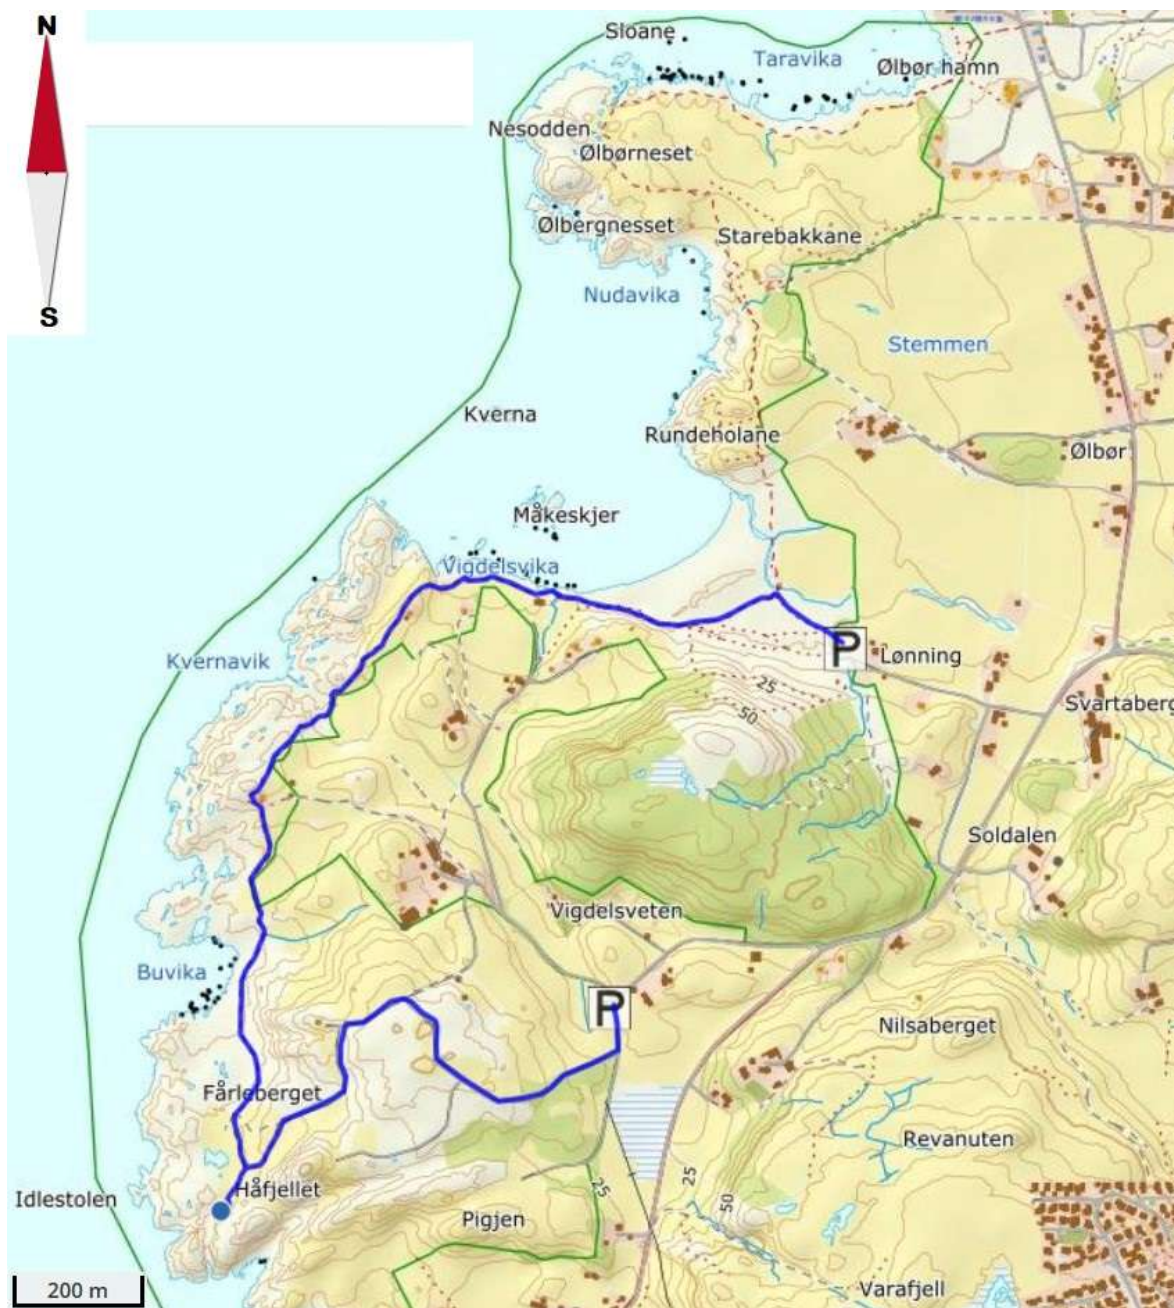 N
Sloane
Taravika
Ølbør hamn
Nesodden
Ølbørneset
Ølbergnesset
Starebakkane
S
Nudavika
Stemmen
Kverna
Rundeholane
Ølbør
Måkeskjer
Vigdelsvika
P
Lønning
Kvernavik
25
50
Svartaberg
Soldalen
Vigdelsveten
Buvika
P
Nilsaberget
Fårleberget
Revanuten
Idlestolen
Håfjellet
25
25
50
Pigjen
200 m
Varafjell